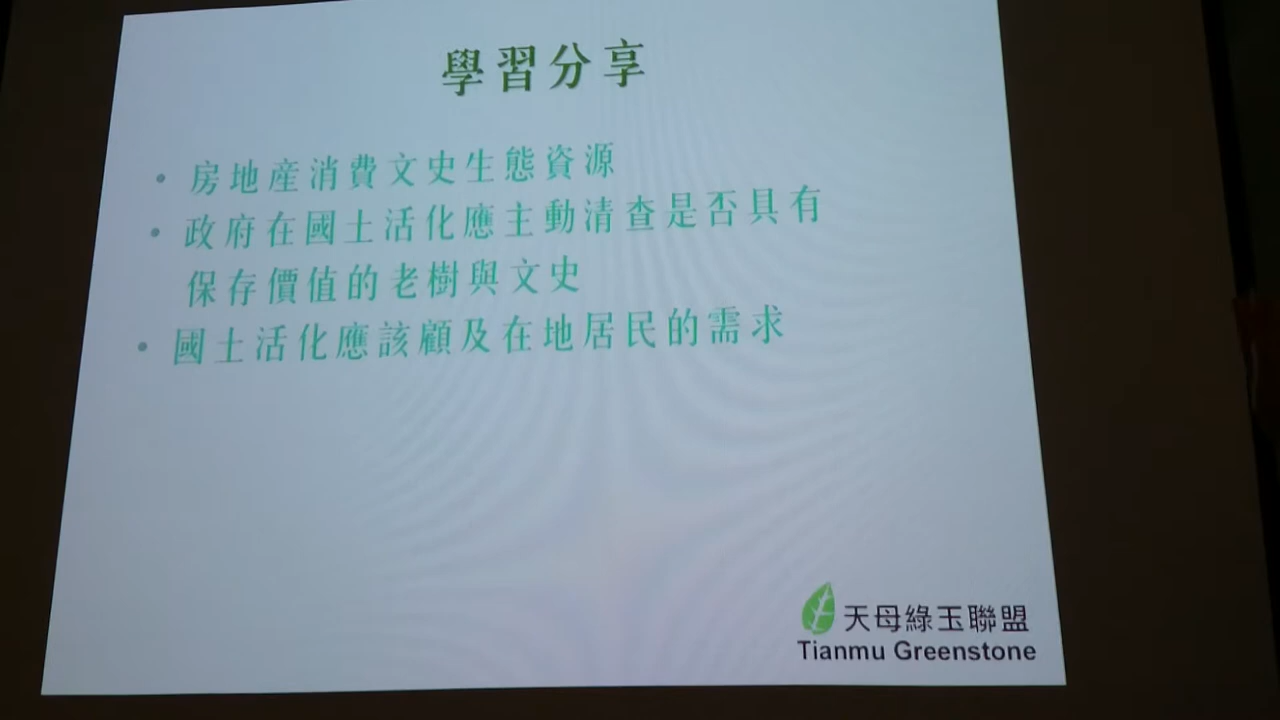 學習分享
• 房地產消費文史生態資源
• 政府在國土活化應主動清查是否具有
保存價值的老樹與文史
• 國土活化應該顧及在地居民的需求
天母綠玉聯盟
Tianmu Greenstone